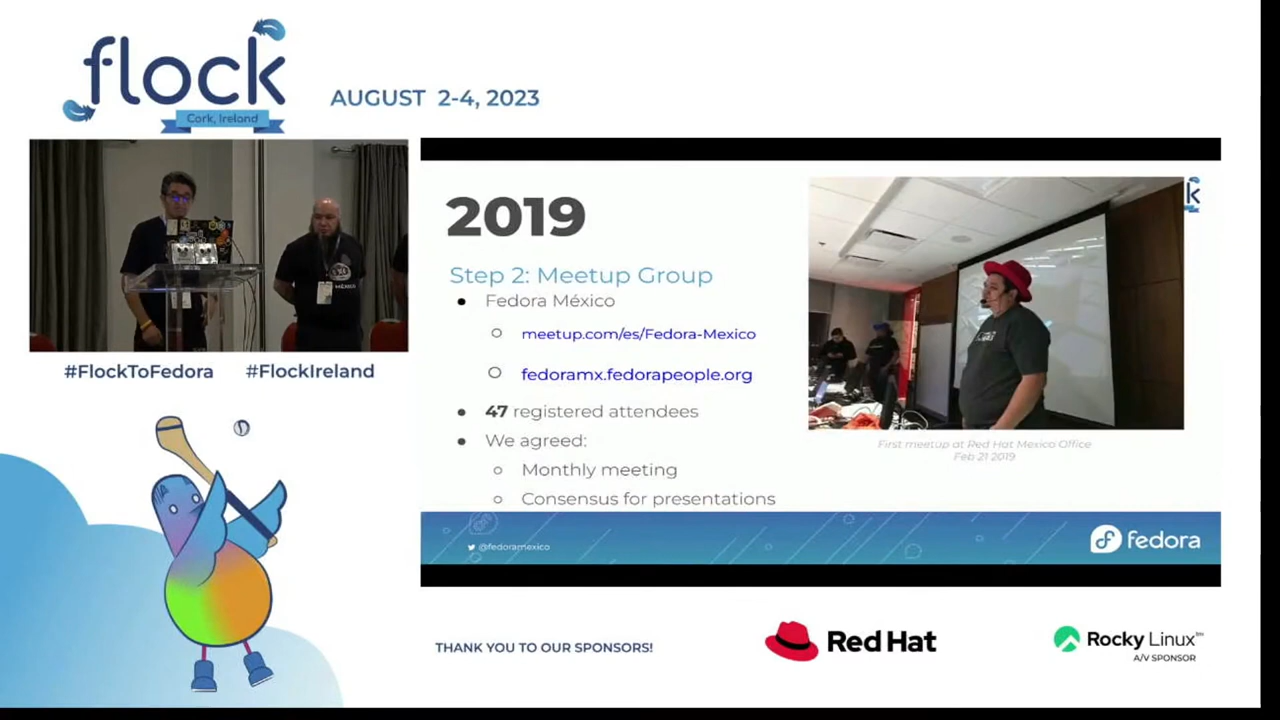 flock
Cork, Ireland
AUGUST 2-4, 2023
#FlockToFedora #FlockIreland
2019
Step 2: Meetup Group
● Fedora México
○ meetup.com/es/Fedora-Mexico
○ fedoramx.fedorapeople.org
● 47 registered attendees
● We agreed:
○ Monthly meeting
○ Consensus for presentations
k
First meetup at Red Hat Mexico Office
Feb 21 2019
@fedoramexico
fedora
THANK YOU TO OUR SPONSORS!
Red Hat
Rocky Linux™
A/V SPONSOR